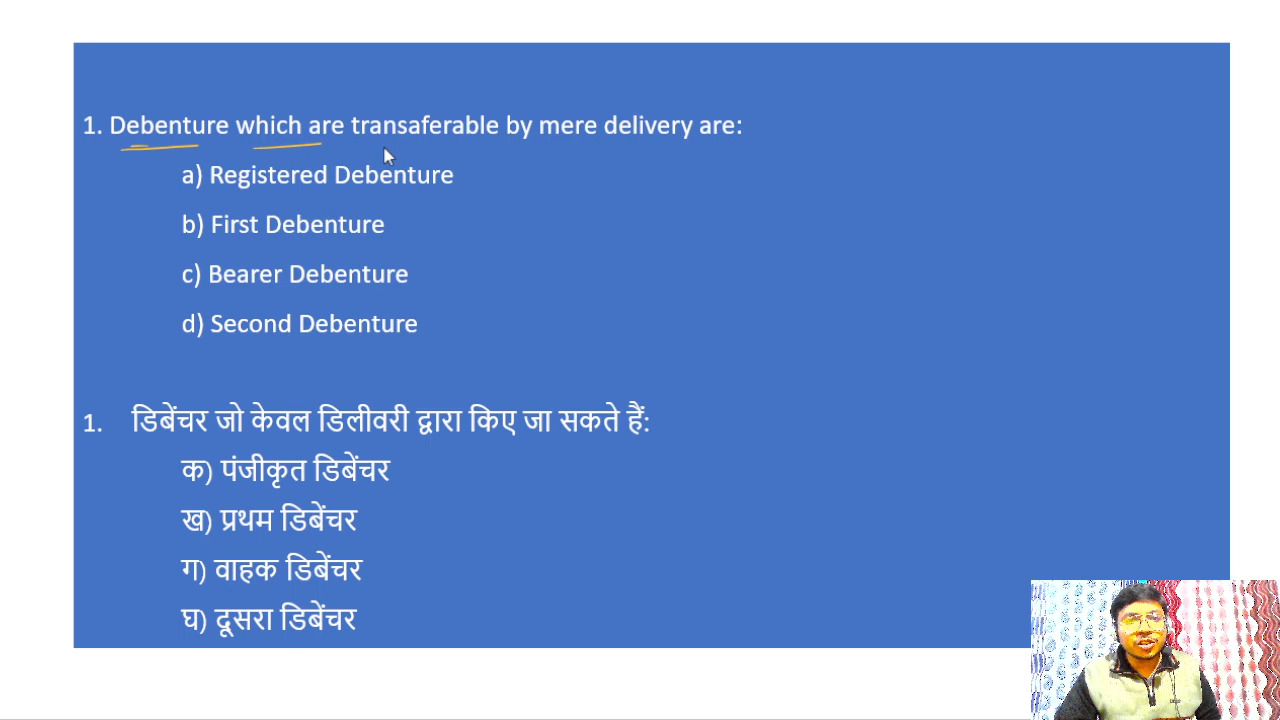 1. Debenture which are transaferable by mere delivery are:
a) Registered Debenture
b) First Debenture
c) Bearer Debenture
d) Second Debenture
1. डिबेंचर जो केवल डिलीवरी द्वारा किए जा सकते हैं:
क) पंजीकृत डिबेंचर
ख) प्रथम डिबेंचर
ग) वाहक डिबेंचर
घ) दूसरा डिबेंचर